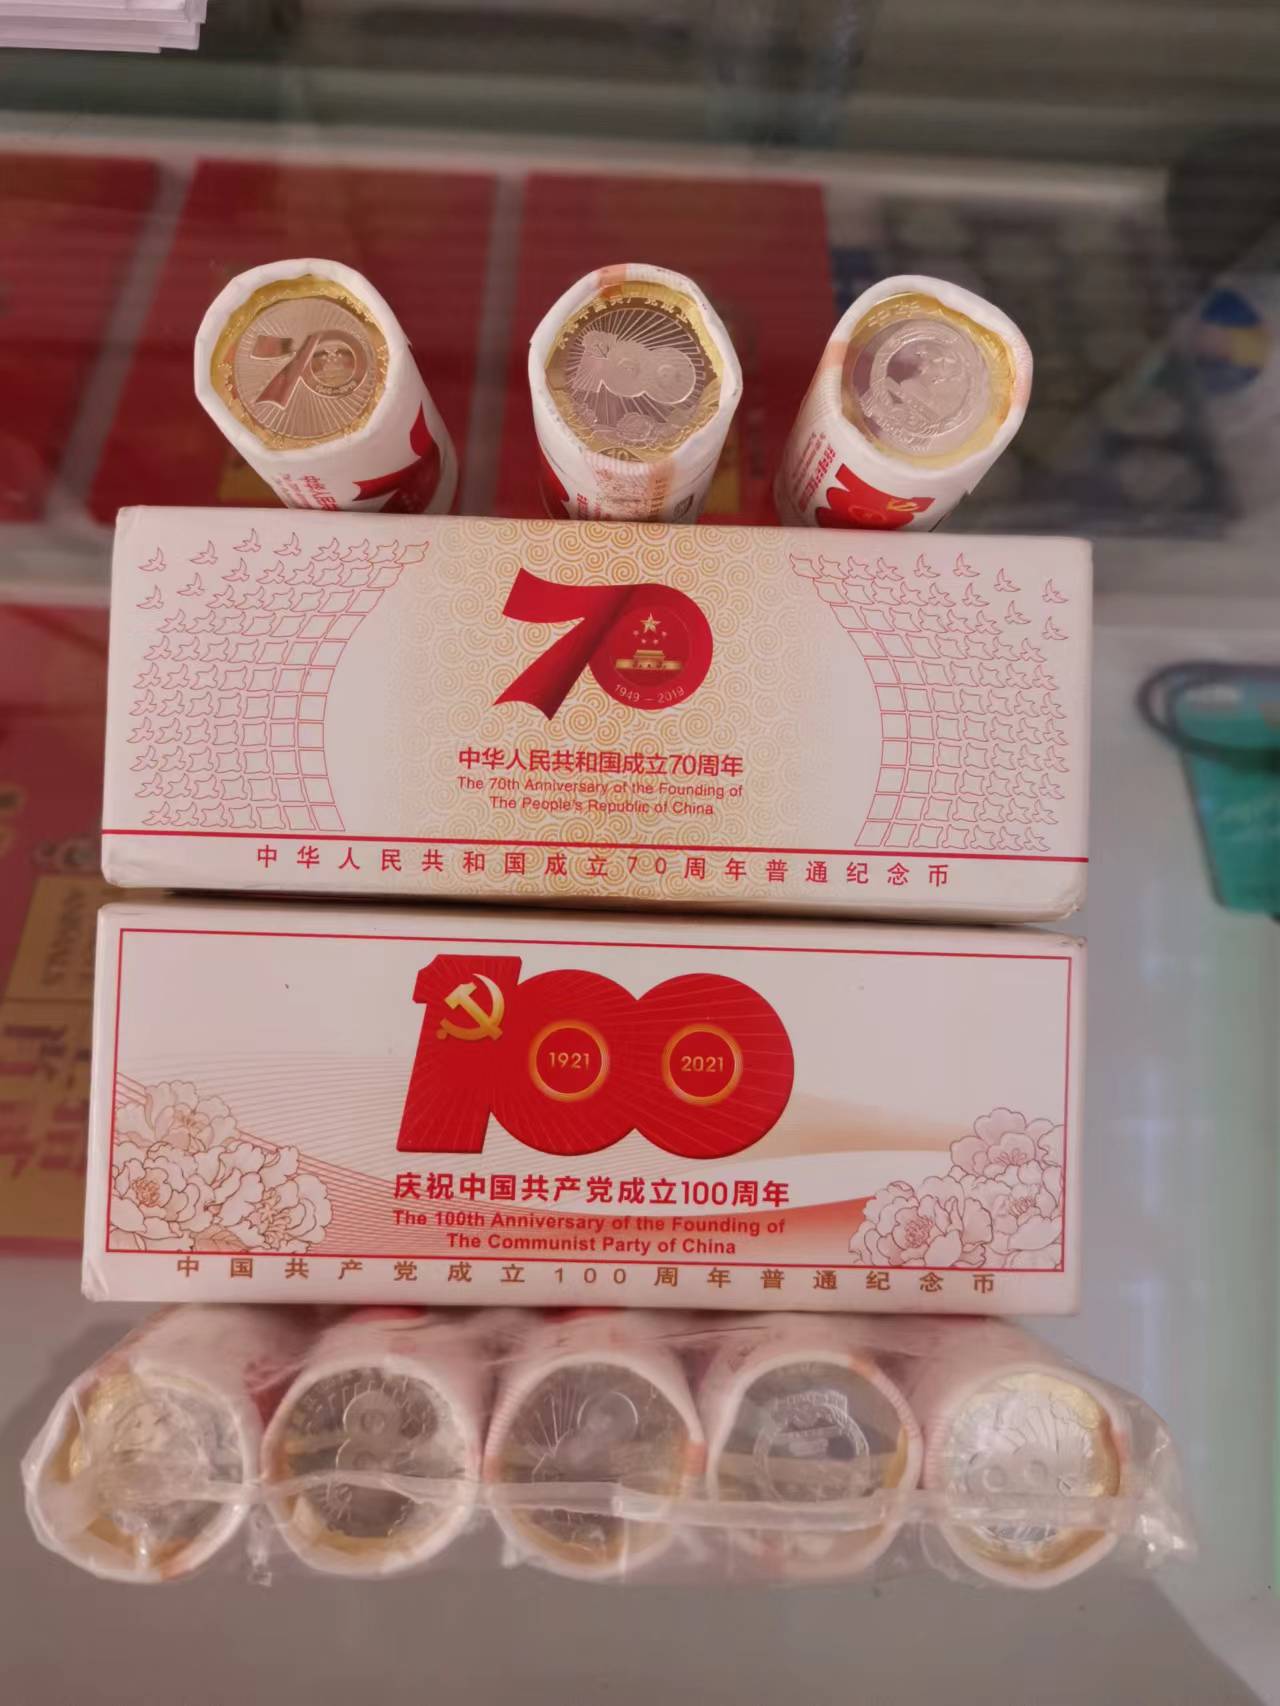 70
1949 - 2019
中华人民共和国成立70周年
The 70th Anniversary of the Founding of
The People's Republic of China
中华人民共和国成立70周年普通纪念币
100
1921
2021
庆祝中国共产党成立100周年
The 100th Anniversary of the Founding of
The Communist Party of China
中国共产党成立100周年普通纪念币